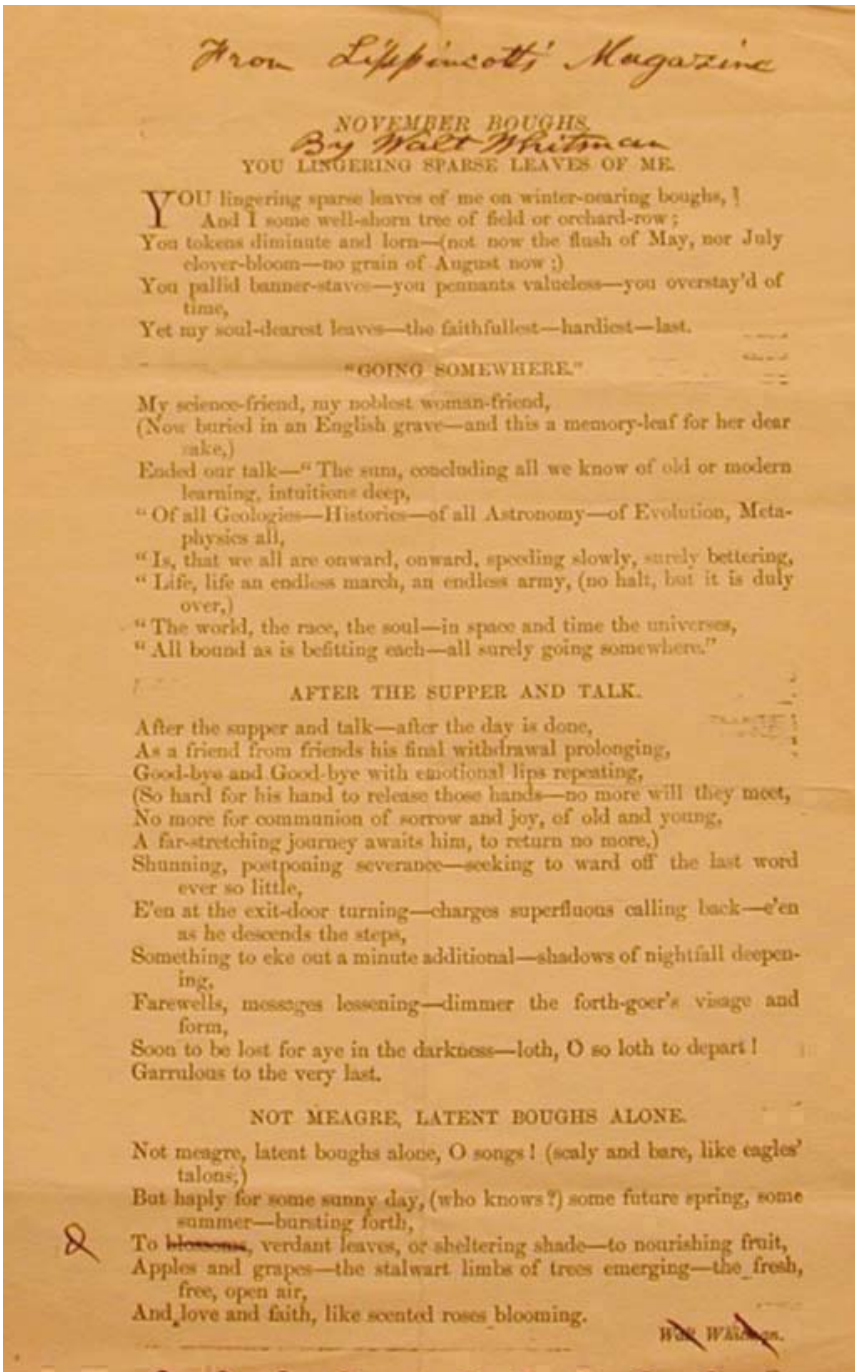 From Lippincott's Magazine
NOVEMBER BOUGHS.
By Walt Whitman
YOU LINGERING SPARSE LEAVES OF ME.
YOU lingering sparse leaves of me on winter-nearing boughs,
And I some well-shorn tree of field or orchard-row;
You tokens diminute and lorn—(not now the flush of May, nor July
clover-bloom—no grain of August now;)
You pallid banner-staves—you pennants valueless—you overstay'd of
time,
Yet my soul-dearest leaves—the faithfullest—hardiest—last.
"GOING SOMEWHERE."
My science-friend, my noblest woman-friend,
(Now buried in an English grave—and this a memory-leaf for her dear
sake,)
Ended our talk—"The sum, concluding all we know of old or modern
learning, intuitions deep,
"Of all Geologies—Histories—of all Astronomy—of Evolution, Meta-
physics all,
"Is, that we all are onward, onward, speeding slowly, surely bettering,
"Life, life an endless march, an endless army, (no halt, but it is duly
over,)
"The world, the race, the soul—in space and time the universes,
"All bound as is befitting each—all surely going somewhere."
AFTER THE SUPPER AND TALK.
After the supper and talk—after the day is done,
As a friend from friends his final withdrawal prolonging,
Good-bye and Good-bye with emotional lips repeating,
(So hard for his hand to release those hands—no more will they meet,
No more for communion of sorrow and joy, of old and young,
A far-stretching journey awaits him, to return no more,)
Shunning, postponing severance—seeking to ward off the last word
ever so little,
E'en at the exit-door turning—charges superfluous calling back—e'en
as he descends the steps,
Something to eke out a minute additional—shadows of nightfall deepen-
ing,
Farewells, messages lessening—dimmer the forth-goer's visage and
form,
Soon to be lost for aye in the darkness—loth, O so loth to depart!
Garrulous to the very last.
NOT MEAGRE, LATENT BOUGHS ALONE.
Not meagre, latent boughs alone, O songs! (scaly and bare, like eagles'
talons,)
But haply for some sunny day, (who knows?) some future spring, some
summer—bursting forth,
To blossoms, verdant leaves, or sheltering shade—to nourishing fruit,
Apples and grapes—the stalwart limbs of trees emerging—the fresh,
free, open air,
And love and faith, like scented roses blooming.
Walt Whitman.